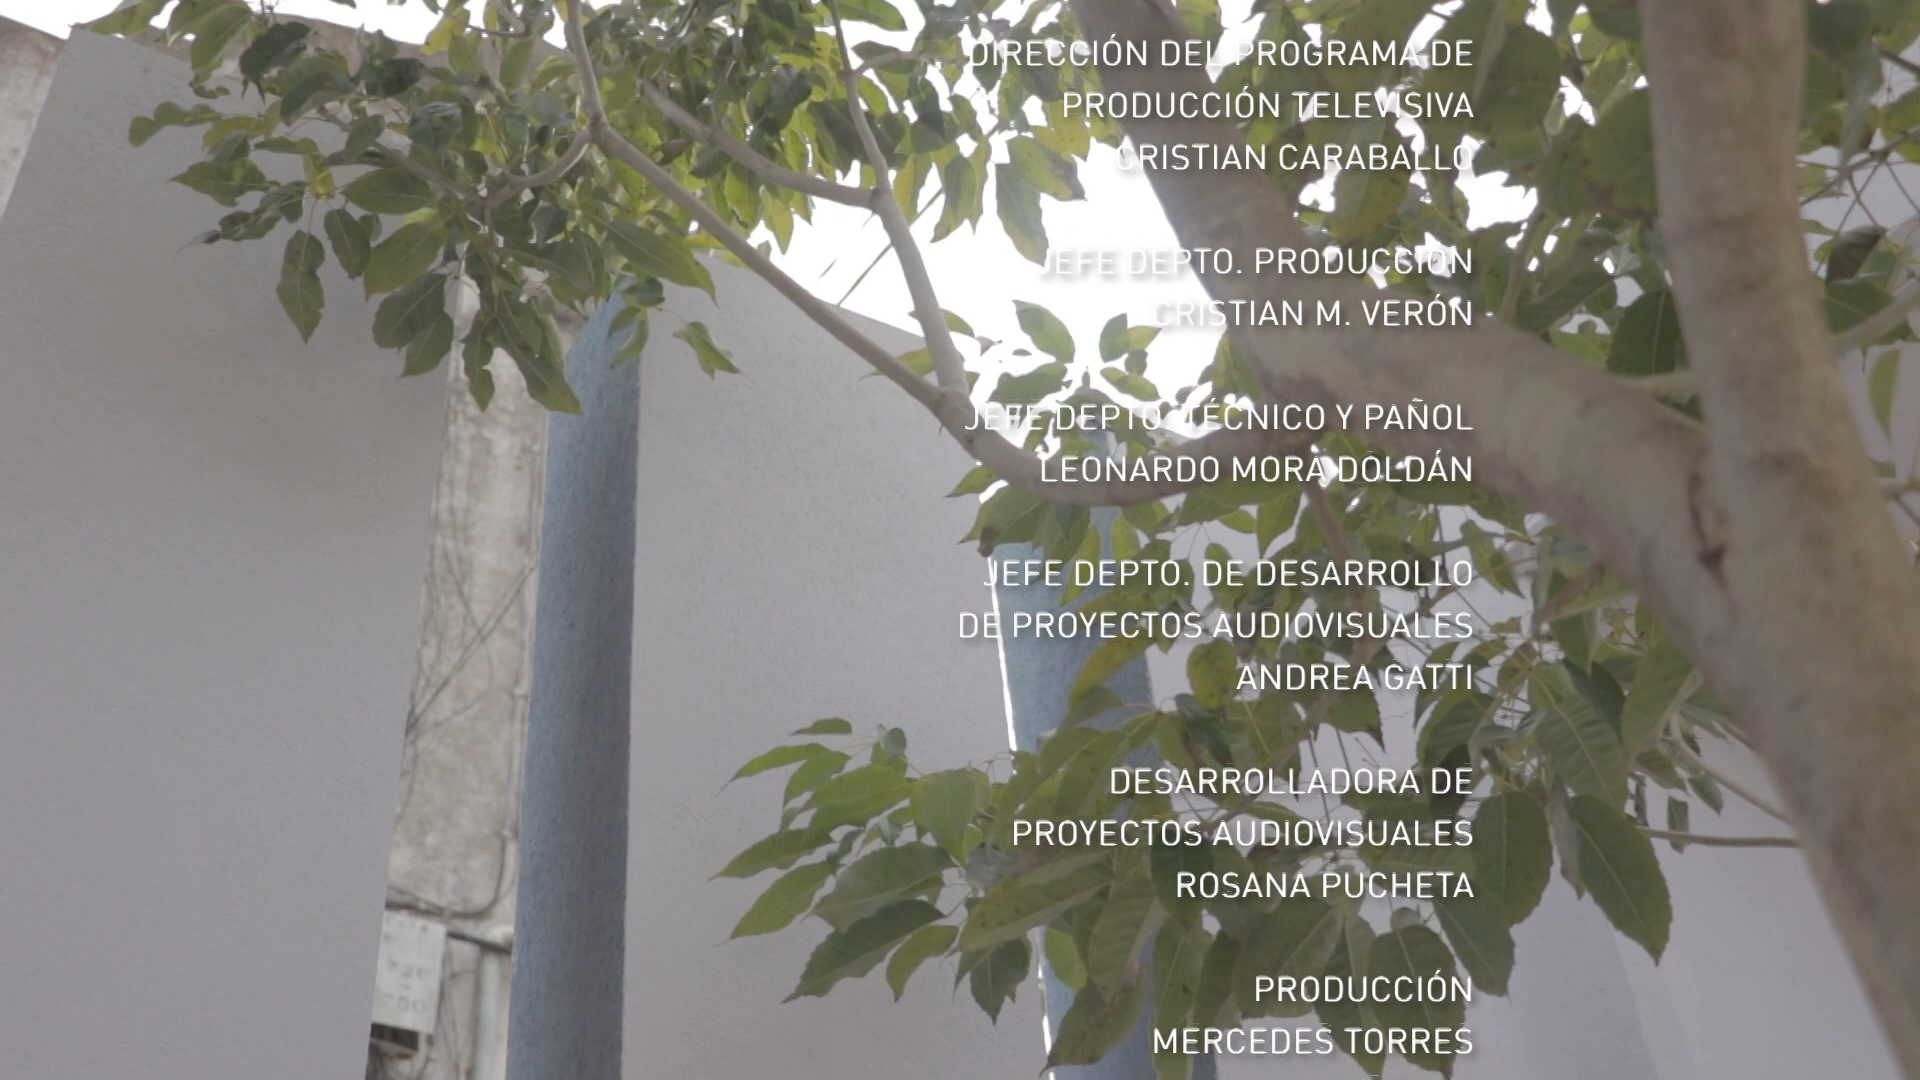 DIRECCIÓN DEL PROGRAMA DE
PRODUCCIÓN TELEVISIVA
CRISTIAN CARABALLO
JEFE DEPTO. PRODUCCIÓN
CRISTIAN M. VERÓN
JEFE DEPTO. TÉCNICO Y PAÑOL
LEONARDO MORA DOLDÁN
JEFE DEPTO. DE DESARROLLO
DE PROYECTOS AUDIOVISUALES
ANDREA GATTI
DESARROLLADORA DE
PROYECTOS AUDIOVISUALES
ROSANA PUCHETA
PRODUCCIÓN
MERCEDES TORRES